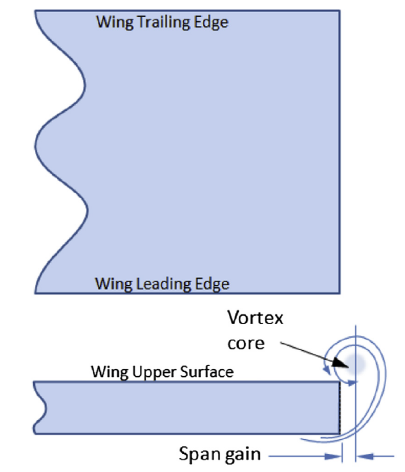 Wing Trailing Edge
Wing Leading Edge
Vortex
core
Wing Upper Surface
Span gain